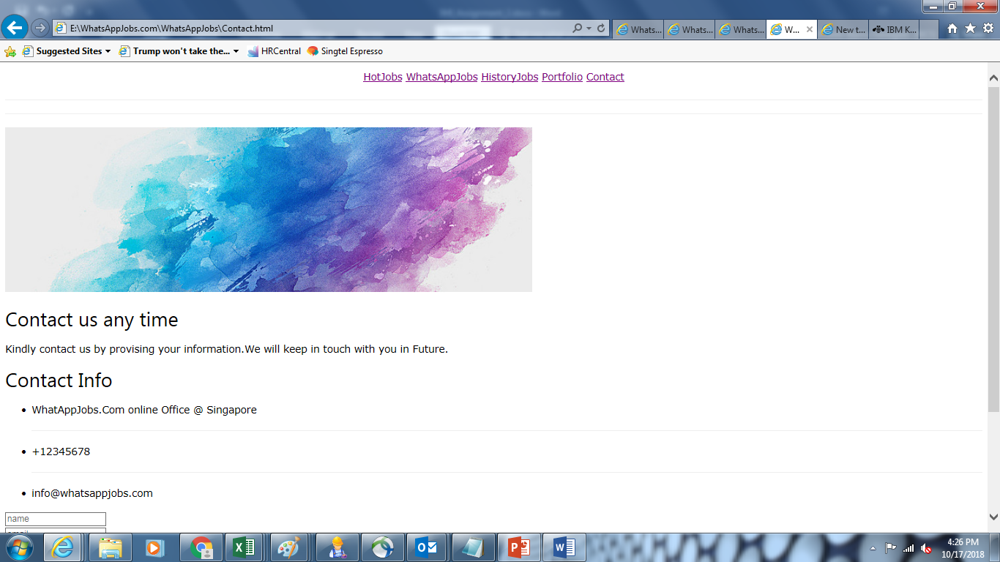 E:\WhatsAppJobs.com\WhatsAppJobs\Contact.html
Whats...
Whats...
Whats...
W...
New t...
IBM K...
Suggested Sites
Trump won't take the...
HRCentral
Singtel Espresso
HotJobs WhatsAppJobs HistoryJobs Portfolio Contact
Contact us any time
Kindly contact us by provising your information.We will keep in touch with you in Future.
Contact Info
WhatAppJobs.Com online Office @ Singapore
+12345678
info@whatsappjobs.com
name
4:26 PM
10/17/2018